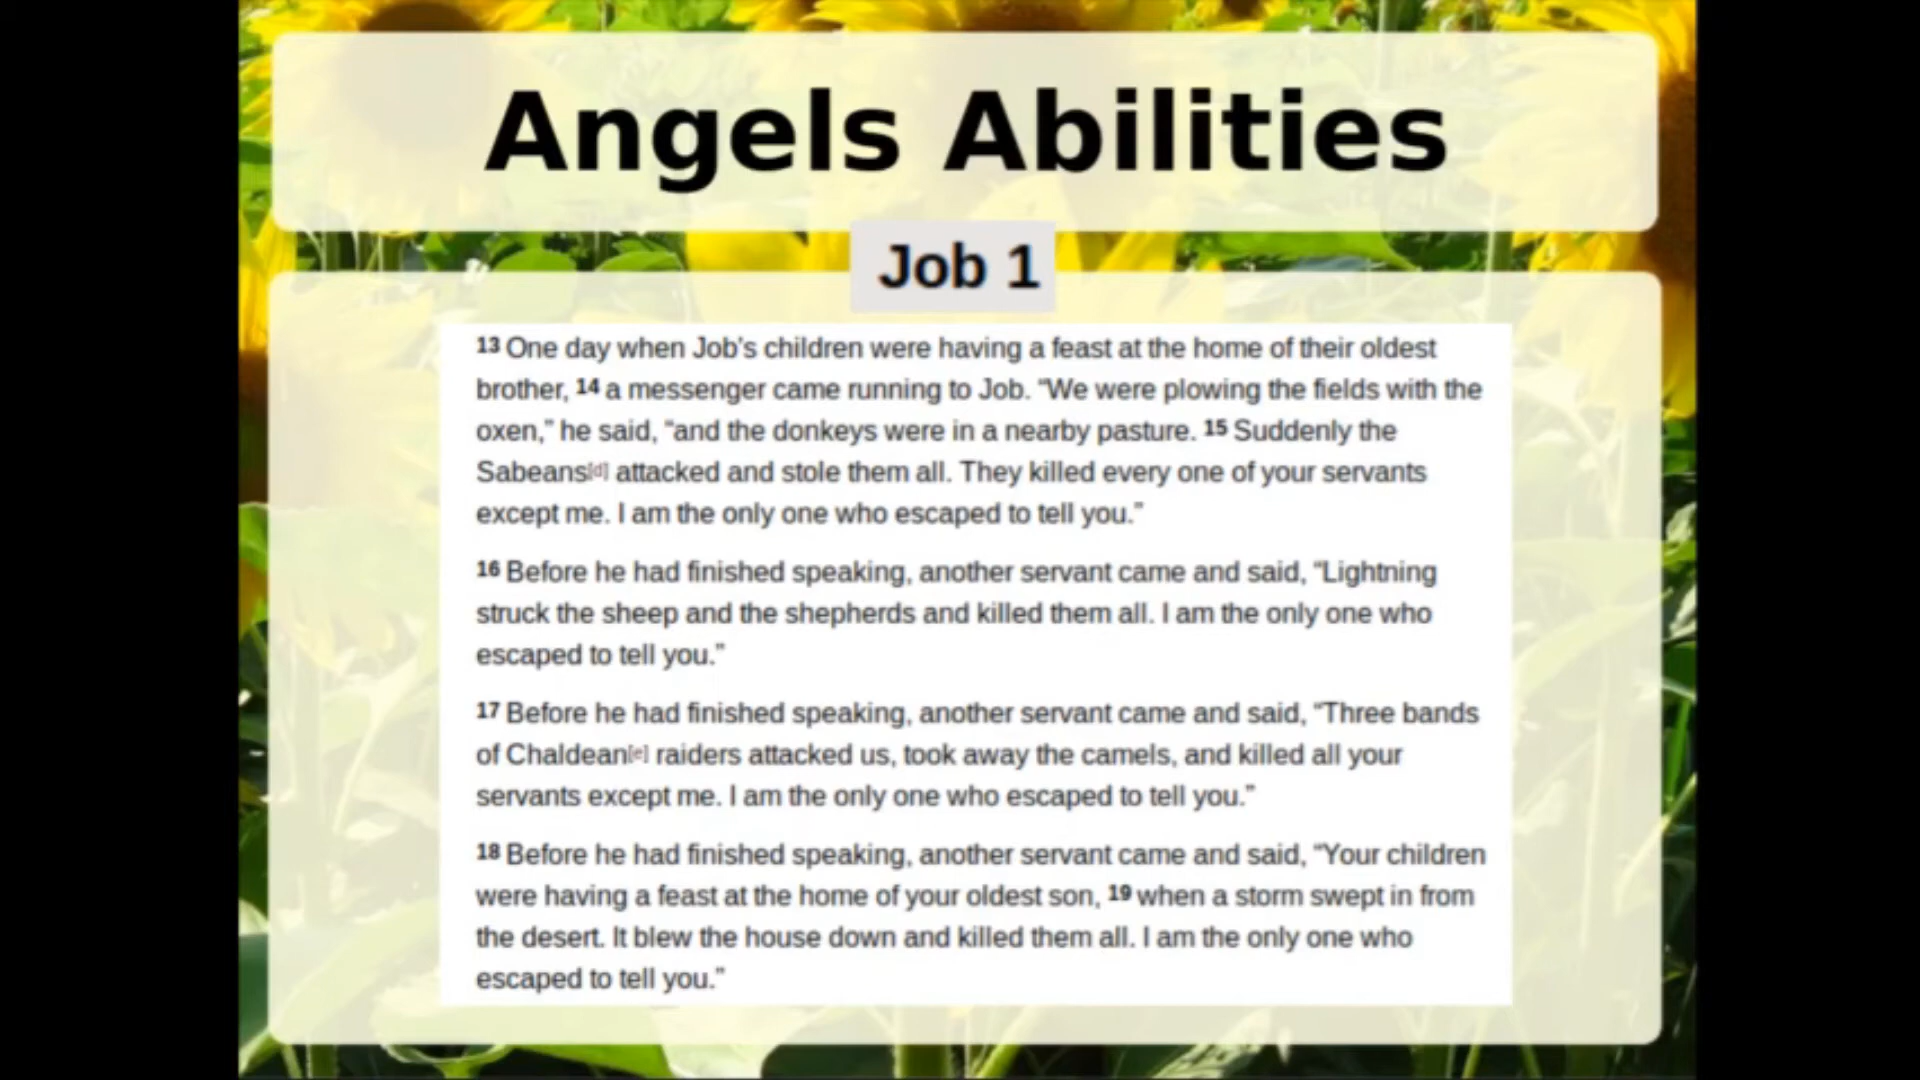 Angels Abilities
Job 1
13 One day when Job's children were having a feast at the home of their oldest
brother, 14 a messenger came running to Job. “We were plowing the fields with the
oxen,” he said, “and the donkeys were in a nearby pasture. 15 Suddenly the
Sabeans[d] attacked and stole them all. They killed every one of your servants
except me. I am the only one who escaped to tell you.”
16 Before he had finished speaking, another servant came and said, “Lightning
struck the sheep and the shepherds and killed them all. I am the only one who
escaped to tell you.”
17 Before he had finished speaking, another servant came and said, “Three bands
of Chaldean[e] raiders attacked us, took away the camels, and killed all your
servants except me. I am the only one who escaped to tell you.”
18 Before he had finished speaking, another servant came and said, “Your children
were having a feast at the home of your oldest son, 19 when a storm swept in from
the desert. It blew the house down and killed them all. I am the only one who
escaped to tell you.”